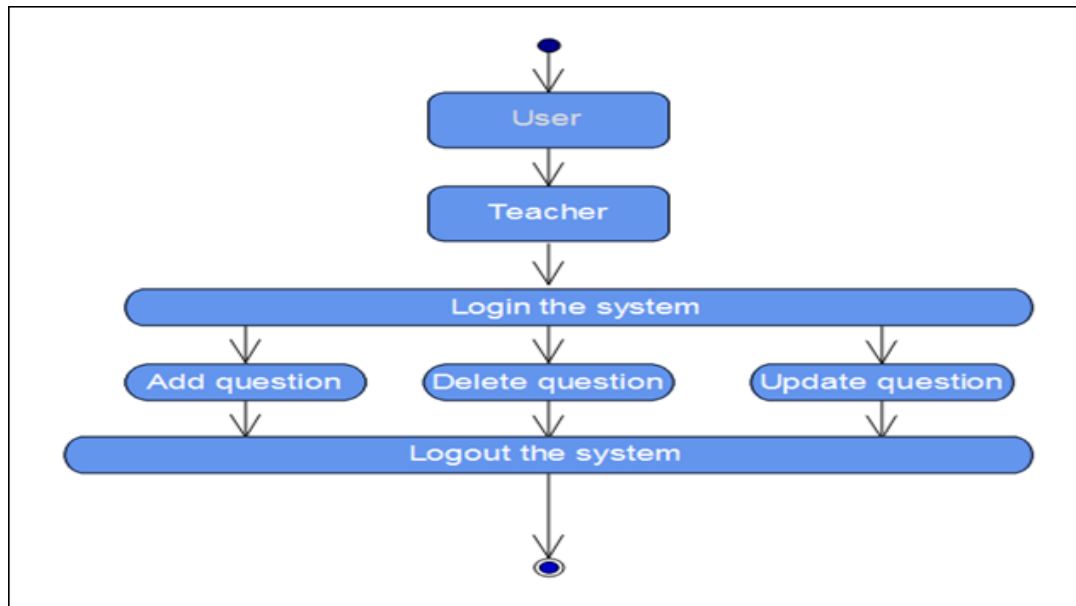 User
Teacher
Login the system
Add question
Delete question
Update question
Logout the system